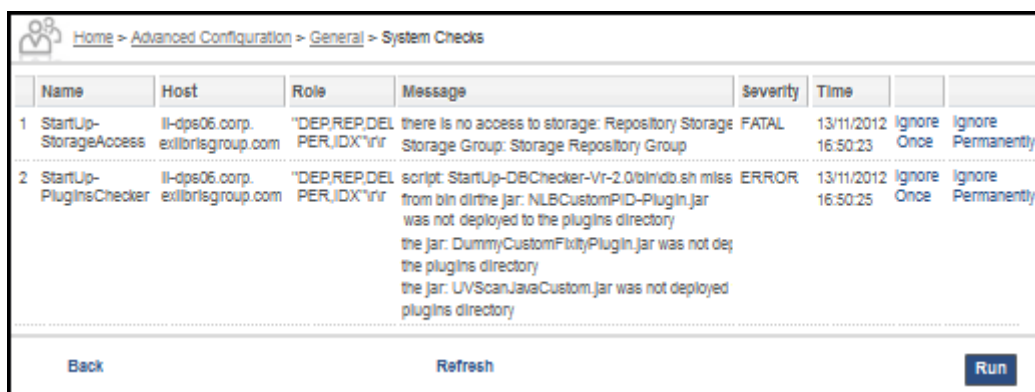 Home > Advanced Configuration > General > System Checks
Name Host Role Message Severity Time
1 StartUp- il-dps06.corp. "DEP,REP,DEL there is no access to storage: Repository Storage FATAL 13/11/2012 Ignore Ignore
StorageAccess exlibrisgroup.com PER,IDX"\r\r Storage Group: Storage Repository Group 16:50:23 Once Permanently
2 StartUp- il-dps06.corp. "DEP,REP,DEL script: StartUp-DBChecker-Vr-2.0/bin\db.sh miss ERROR 13/11/2012 Ignore Ignore
PluginsChecker exlibrisgroup.com PER,IDX"\r\r from bin dirthe jar: NLBCustomPID-Plugin.jar 16:50:25 Once Permanently
was not deployed to the plugins directory
the jar: DummyCustomFixityPlugin.jar was not dep
the plugins directory
the jar: UVScanJavaCustom.jar was not deployed
plugins directory
Back Refresh Run